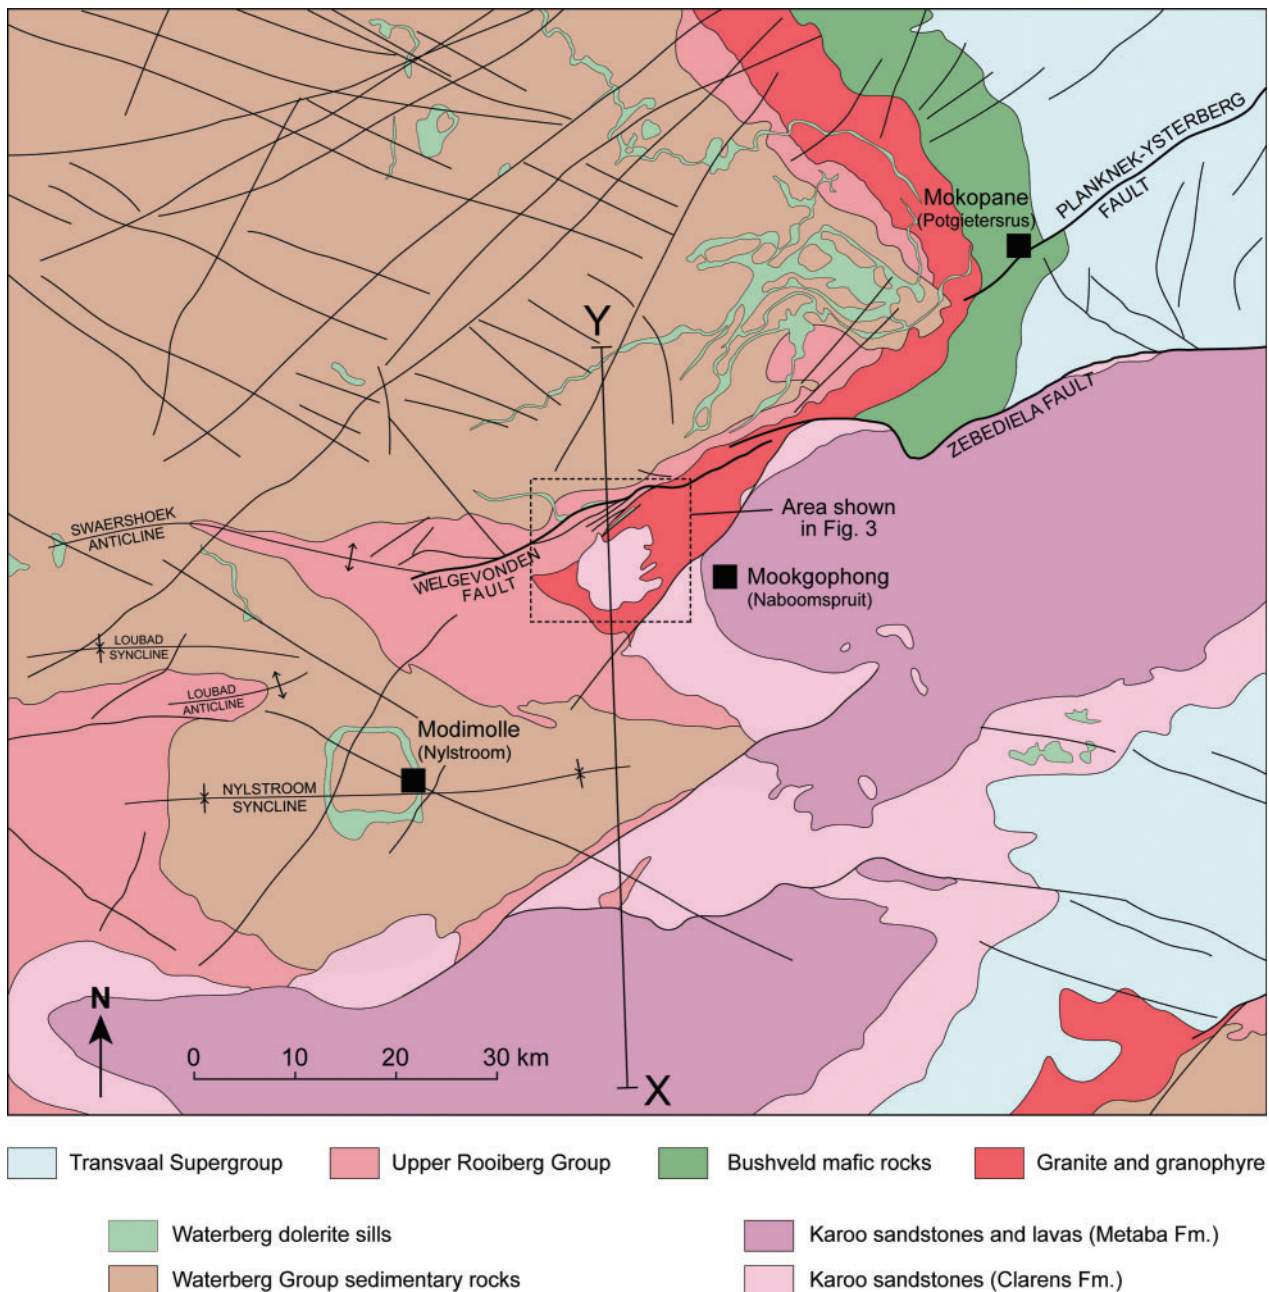 PLANKNEK-YSTERBERG
FAULT
Mokopane
(Potgietersrus)
Y
ZEBEDIELA FAULT
Area shown
in Fig. 3
SWAERSHOEK
ANTICLINE
WELGEVONDEN
FAULT
Mookgophong
(Naboomspruit)
LOUBAD
SYNCLINE
LOUBAD
ANTICLINE
Modimolle
(Nylstroom)
NYLSTROOM
SYNCLINE
N
0 10 20 30 km
X
Transvaal Supergroup
Upper Rooiberg Group
Bushveld mafic rocks
Granite and granophyre
Waterberg dolerite sills
Karoo sandstones and lavas (Metaba Fm.)
Waterberg Group sedimentary rocks
Karoo sandstones (Clarens Fm.)